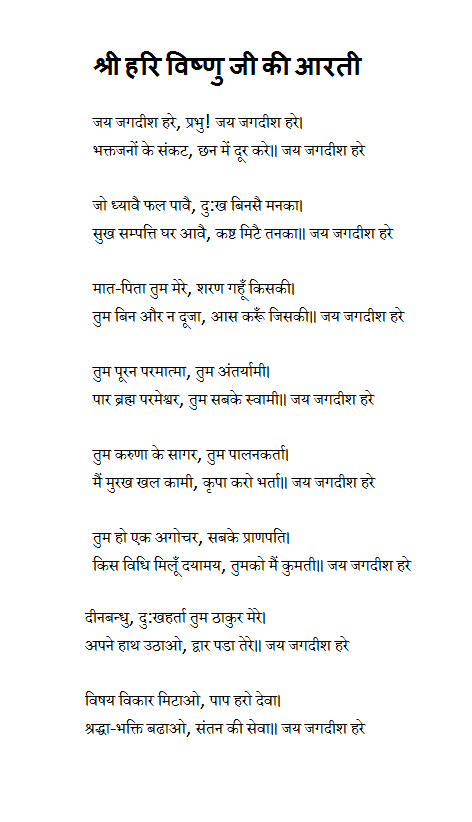 श्री हरि विष्णु जी की आरती
जय जगदीश हरे, प्रभु! जय जगदीश हरे।
भक्तजनों के संकट, छन में दूर करे॥ जय जगदीश हरे
जो ध्यावै फल पावै, दु:ख बिनसै मनका।
सुख सम्पत्ति घर आवै, कष्ट मिटै तनका॥ जय जगदीश हरे
मात-पिता तुम मेरे, शरण गहूँ किसकी।
तुम बिन और न दूजा, आस करूँ जिसकी॥ जय जगदीश हरे
तुम पूरन परमात्मा, तुम अंतर्यामी।
पार ब्रह्म परमेश्वर, तुम सबके स्वामी॥ जय जगदीश हरे
तुम करुणा के सागर, तुम पालनकर्ता।
मैं मुरख खल कामी, कृपा करो भर्ता॥ जय जगदीश हरे
तुम हो एक अगोचर, सबके प्राणपति।
किस विधि मिलूँ दयामय, तुमको मैं कुमती॥ जय जगदीश हरे
दीनबन्धु, दु:खहर्ता तुम ठाकुर मेरे।
अपने हाथ उठाओ, द्वार पडा तेरे॥ जय जगदीश हरे
विषय विकार मिटाओ, पाप हरो देवा।
श्रद्धा-भक्ति बढाओ, संतन की सेवा॥ जय जगदीश हरे